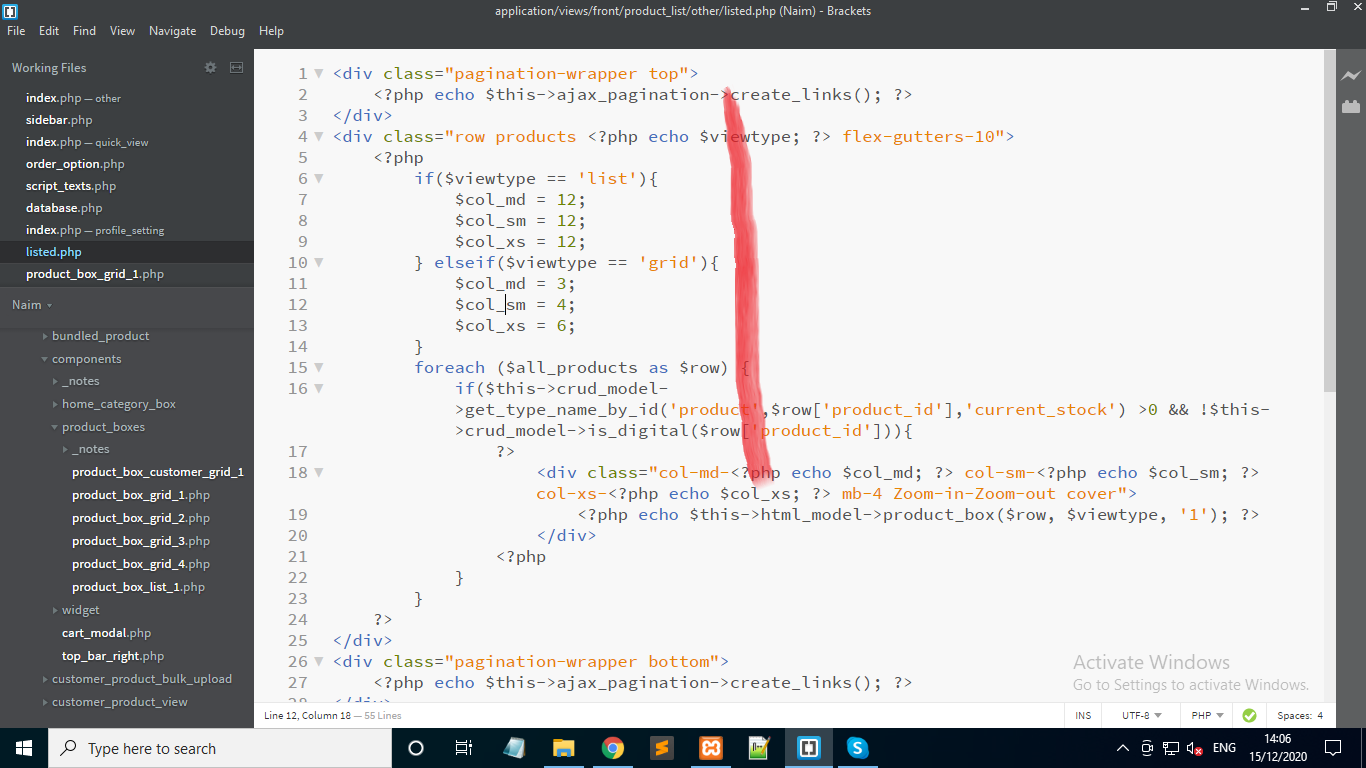 application/views/front/product_list/other/listed.php (Naim) - Brackets
File Edit Find View Navigate Debug Help
Working Files
index.php — other
sidebar.php
index.php — quick_view
order_option.php
script_texts.php
database.php
index.php — profile_setting
listed.php
product_box_grid_1.php
Naim
bundled_product
components
_notes
home_category_box
product_boxes
_notes
product_box_customer_grid_1
product_box_grid_1.php
product_box_grid_2.php
product_box_grid_3.php
product_box_grid_4.php
product_box_list_1.php
widget
cart_modal.php
top_bar_right.php
customer_product_bulk_upload
customer_product_view
1 <div class="pagination-wrapper top">
2 <?php echo $this->ajax_pagination->create_links(); ?>
3 </div>
4 <div class="row products <?php echo $viewtype; ?> flex-gutters-10">
5 <?php
6 if($viewtype == 'list'){
7 $col_md = 12;
8 $col_sm = 12;
9 $col_xs = 12;
10 } elseif($viewtype == 'grid'){
11 $col_md = 3;
12 $col_sm = 4;
13 $col_xs = 6;
14 }
15 foreach ($all_products as $row) {
16 if($this->crud_model-
>get_type_name_by_id('product',$row['product_id'],'current_stock') >0 && !$this-
>crud_model->is_digital($row['product_id'])){
17 ?>
18 <div class="col-md-<?php echo $col_md; ?> col-sm-<?php echo $col_sm; ?>
col-xs-<?php echo $col_xs; ?> mb-4 Zoom-in-Zoom-out cover">
19 <?php echo $this->html_model->product_box($row, $viewtype, '1'); ?>
20 </div>
21 <?php
22 }
23 }
24 ?>
25 </div>
26 <div class="pagination-wrapper bottom">
27 <?php echo $this->ajax_pagination->create_links(); ?>
28 </div>
Activate Windows
Go to Settings to activate Windows.
Line 12, Column 18 — 55 Lines
INS UTF-8 PHP Spaces: 4
Type here to search
ENG
14:06
15/12/2020